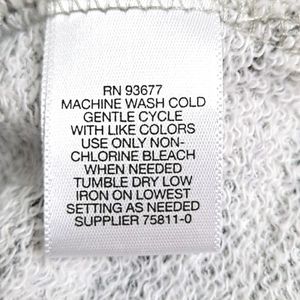 RN 93677
MACHINE WASH COLD
GENTLE CYCLE
WITH LIKE COLORS
USE ONLY NON-
CHLORINE BLEACH
WHEN NEEDED
TUMBLE DRY LOW
IRON ON LOWEST
SETTING AS NEEDED
SUPPLIER 75811-0